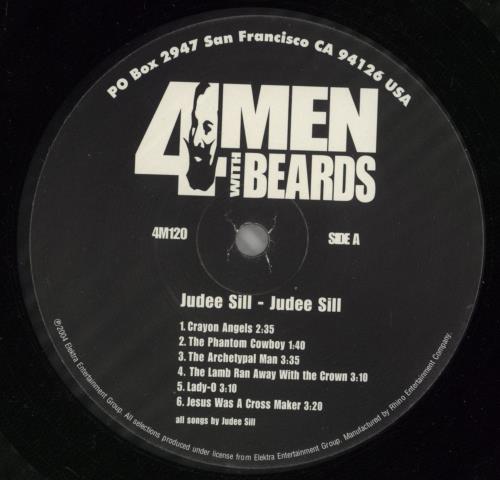 PO Box 2947 San Francisco CA 94126 USA
4 MEN
WITH BEARDS
4M120
SIDE A
Judee Sill - Judee Sill
1. Crayon Angels 2:35
2. The Phantom Cowboy 1:40
3. The Archetypal Man 3:35
4. The Lamb Ran Away With the Crown 3:10
5. Lady-O 3:10
6. Jesus Was A Cross Maker 3:20
all songs by Judee Sill
℗2004 Elektra Entertainment Group. All selections produced under license from Elektra Entertainment Group. Manufactured by Rhino Entertainment Company.